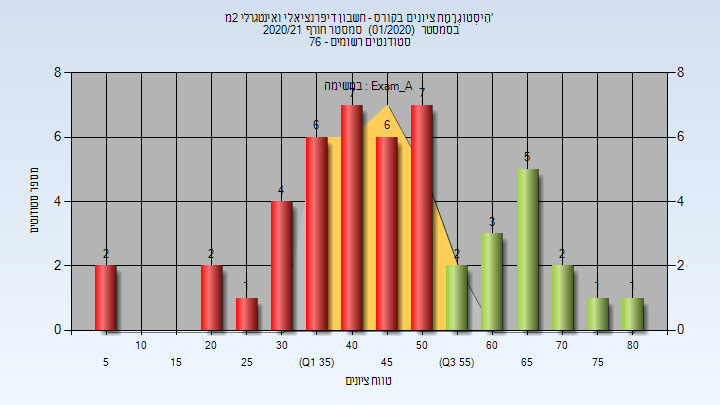 הִיסְטוֹגְרָמַת ציונים בקורס - חשבון דיפרנציאלי ואינטגרלי 2מ'
בסמסטר (01/2020) סמסטר חורף 2020/21
סטודנטים רשומים - 76
במשימה : Exam_A
מספר סטודנטים
8 8
6 6
4 4
2 2
0 0
2 2 1 4 6 7 6 7 2 3 5 2 1 1
10 20 30 40 50 60 70 80
5 15 25 (Q1 35) 45 (Q3 55) 65 75
טווח ציונים